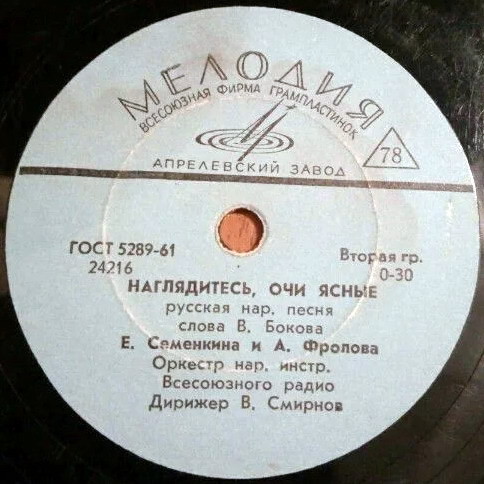 МЕЛОДИЯ
ВСЕСОЮЗНАЯ ФИРМА ГРАМПЛАСТИНОК
АПРЕЛЕВСКИЙ ЗАВОД
78
ГОСТ 5289-61
24216
Вторая гр.
0-30
НАГЛЯДИТЕСЬ, ОЧИ ЯСНЫЕ
русская нар. песня
слова В. Бокова
Е. Семенкина и А. Фролова
Оркестр нар. инстр.
Всесоюзного радио
Дирижер В. Смирнов